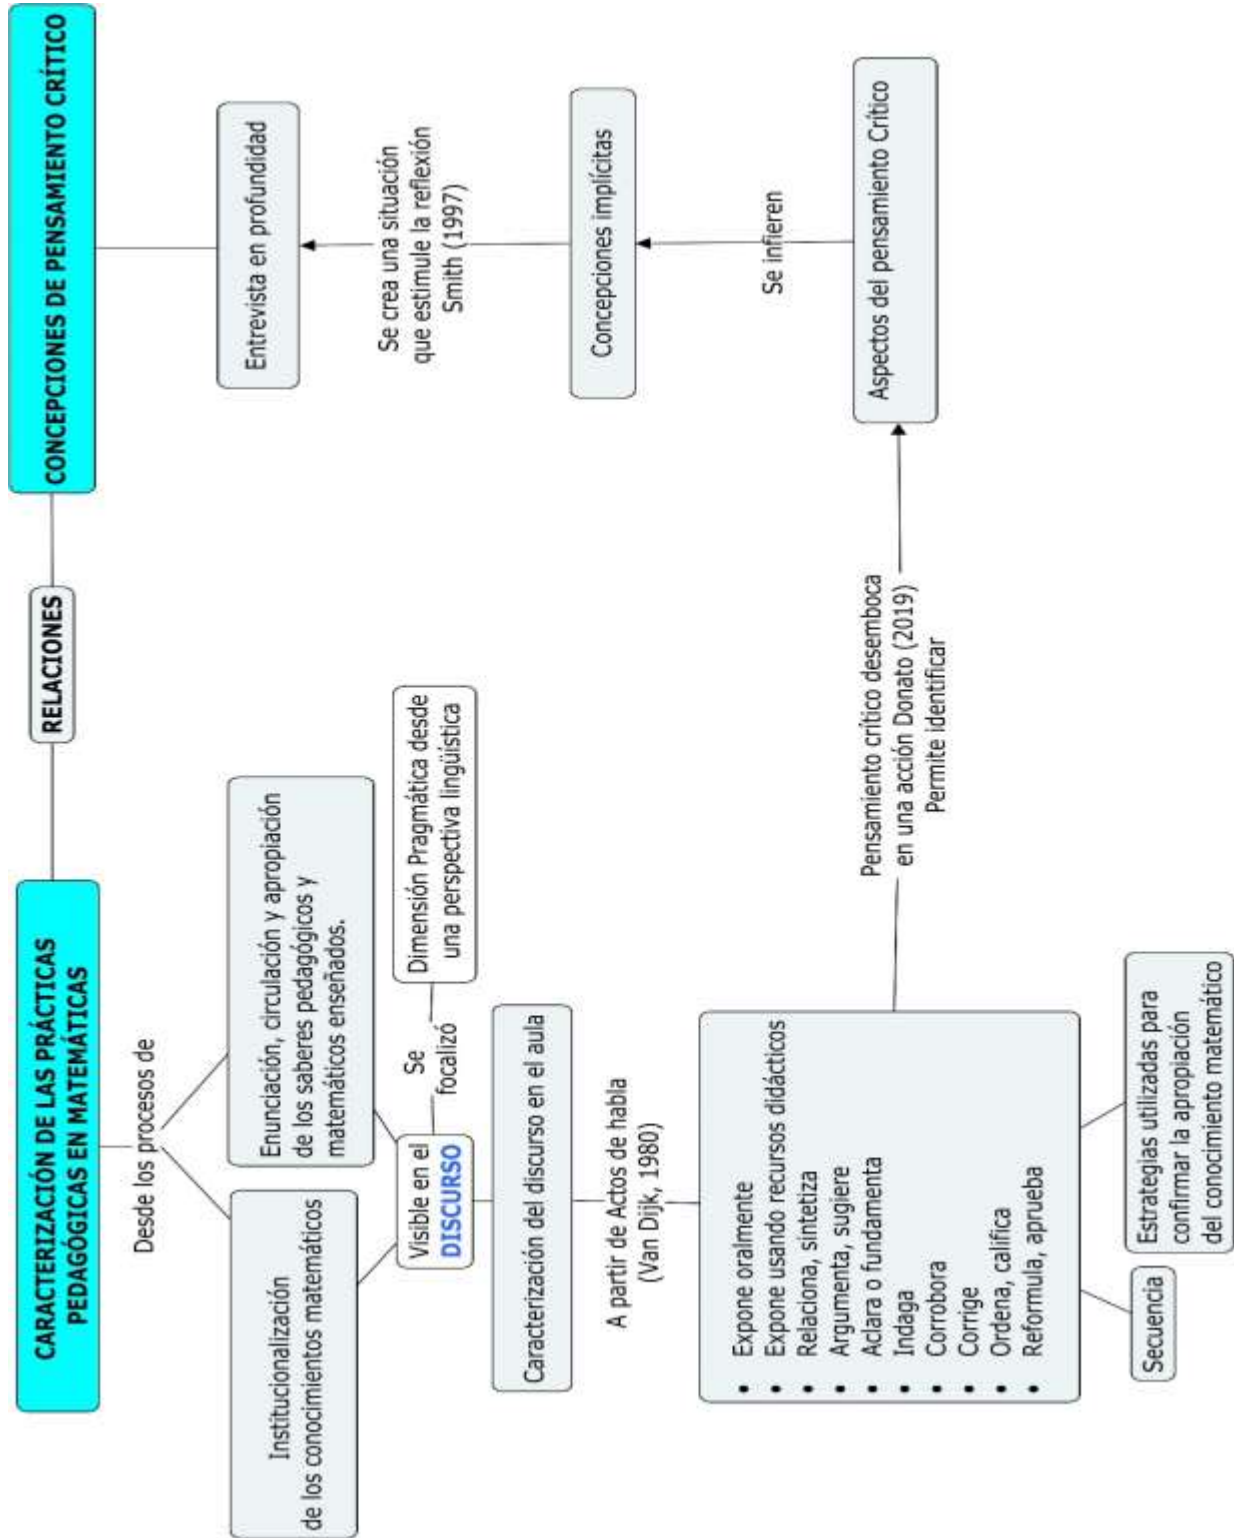 CARACTERIZACIÓN DE LAS PRÁCTICAS
PEDAGÓGICAS EN MATEMÁTICAS
RELACIONES
CONCEPCIONES DE PENSAMIENTO CRÍTICO
Desde los procesos de
Institucionalización
de los conocimientos matemáticos
Enunciación, circulación y apropiación
de los saberes pedagógicos y
matemáticos enseñados.
Visible en el
DISCURSO
Se
focalizó
Dimensión Pragmática desde
una perspectiva lingüística
Caracterización del discurso en el aula
A partir de Actos de habla
(Van Dijk, 1980)
• Expone oralmente
• Expone usando recursos didácticos
• Relaciona, sintetiza
• Argumenta, sugiere
• Aclara o fundamenta
• Indaga
• Corrobora
• Corrige
• Ordena, califica
• Reformula, aprueba
Secuencia
Estrategias utilizadas para
confirmar la apropiación
del conocimiento matemático
Pensamiento crítico desemboca
en una acción Donato (2019)
Permite identificar
Entrevista en profundidad
Se crea una situación
que estimule la reflexión
Smith (1997)
Concepciones implícitas
Se infieren
Aspectos del pensamiento Crítico